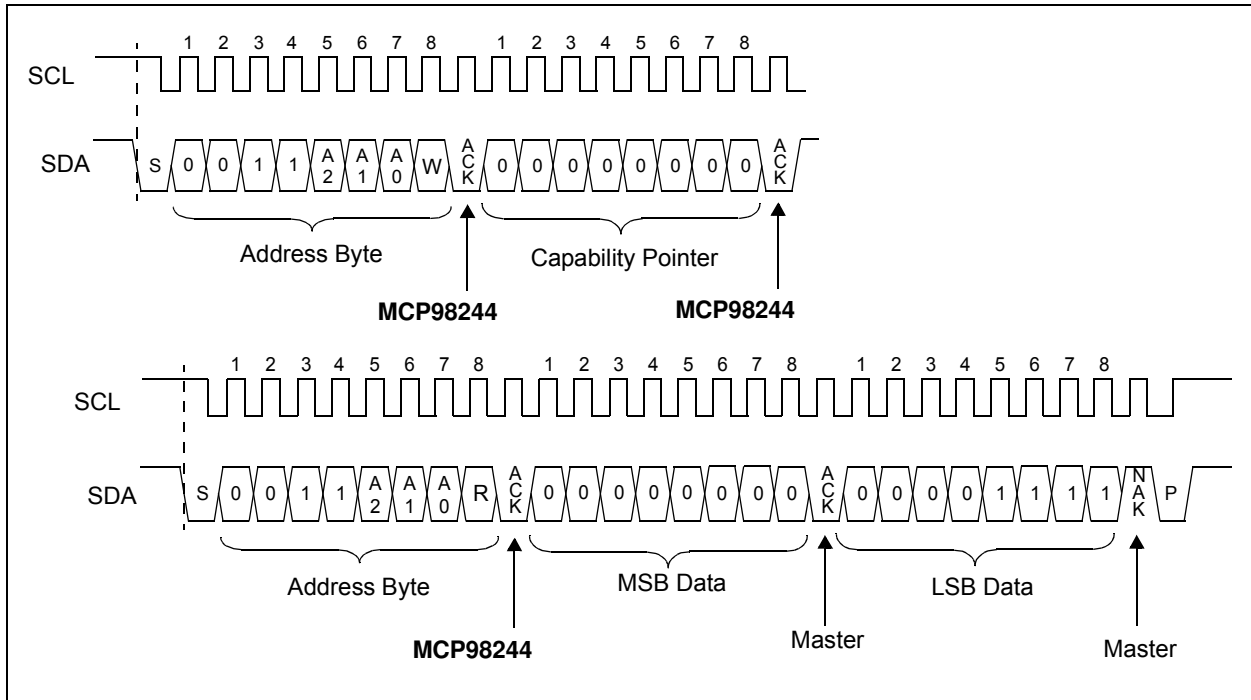 1 2 3 4 5 6 7 8 1 2 3 4 5 6 7 8
SCL
SDA S 0 0 1 1 A2 A1 A0 W ACK 0 0 0 0 0 0 0 0 ACK
Address Byte Capability Pointer
MCP98244 MCP98244
1 2 3 4 5 6 7 8 1 2 3 4 5 6 7 8 1 2 3 4 5 6 7 8
SCL
SDA S 0 0 1 1 A2 A1 A0 R ACK 0 0 0 0 0 0 0 0 ACK 0 0 0 0 1 1 1 1 NAK P
Address Byte MSB Data LSB Data
MCP98244 Master Master